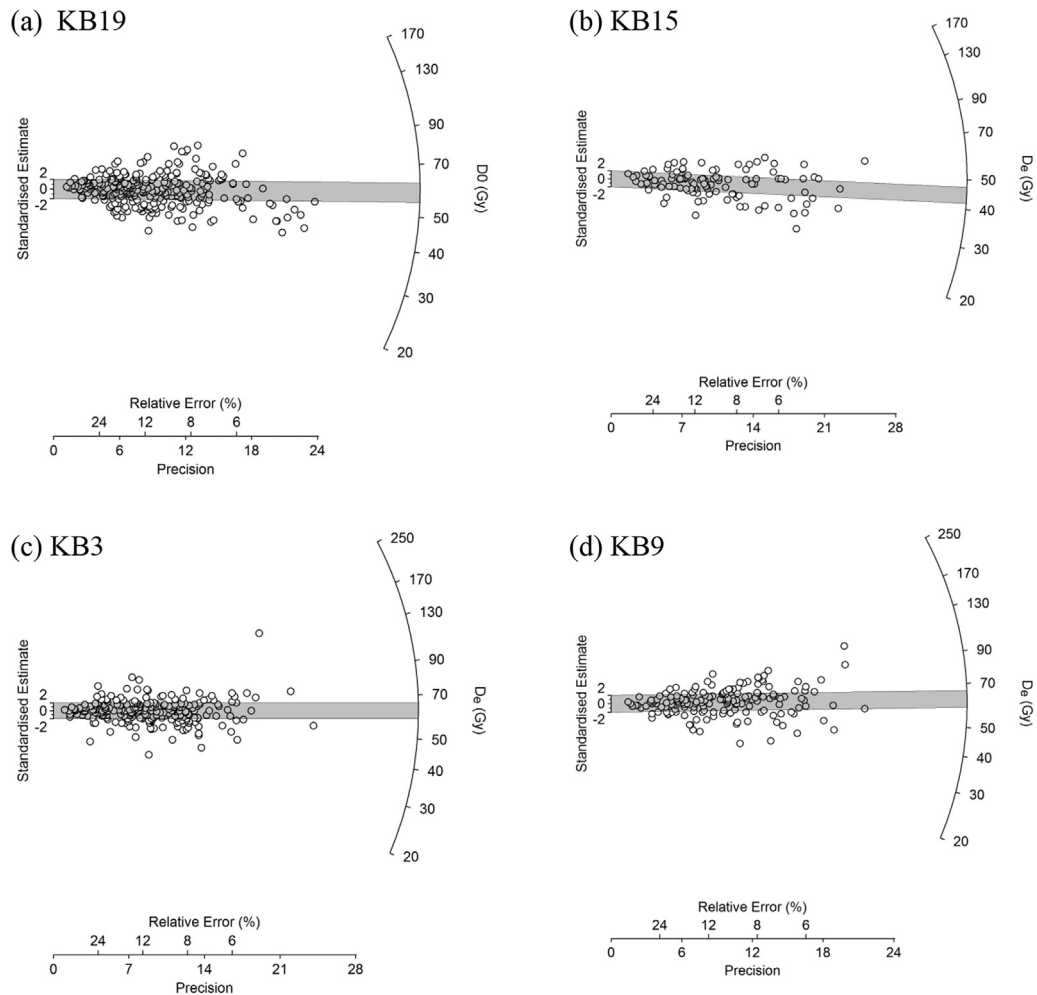 (a) KB19
170
130
90
70
50
40
30
20
D0 (Gy)
Standardised Estimate
2
0
-2
Relative Error (%)
24 12 8 6
0 6 12 18 24
Precision
(b) KB15
170
130
90
70
50
40
30
20
De (Gy)
Standardised Estimate
2
0
-2
Relative Error (%)
24 12 8 6
0 7 14 21 28
Precision
(c) KB3
250
170
130
90
70
50
40
30
20
De (Gy)
Standardised Estimate
2
0
-2
Relative Error (%)
24 12 8 6
0 7 14 21 28
Precision
(d) KB9
250
170
130
90
70
50
40
30
20
De (Gy)
Standardised Estimate
2
0
-2
Relative Error (%)
24 12 8 6
0 6 12 18 24
Precision